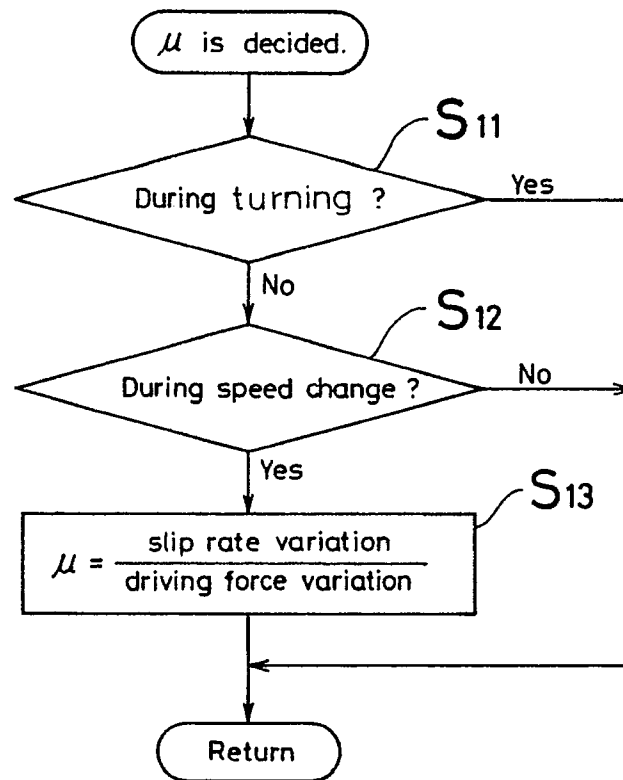 μ is decided.
S11
During turning ?
Yes
No
S12
During speed change ?
No
Yes
S13
μ = slip rate variation
driving force variation
Return